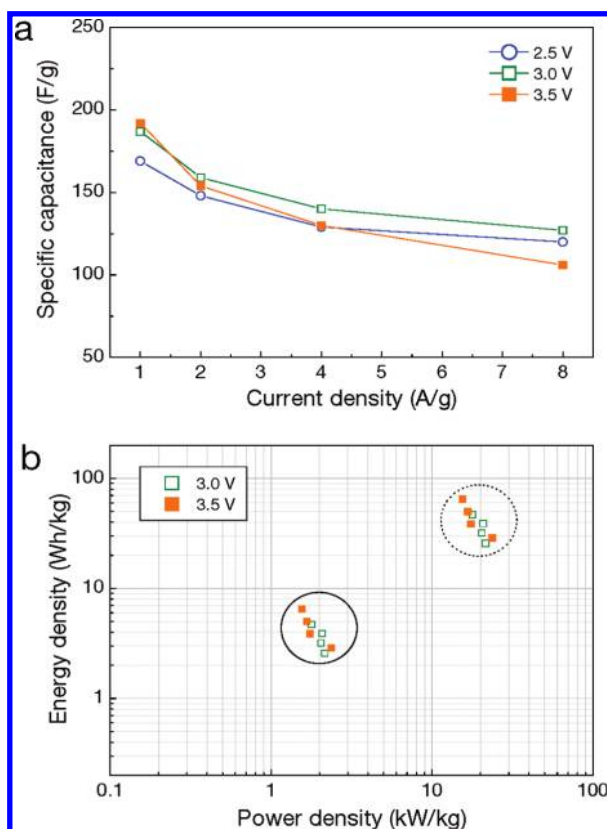 a
250
200
150
100
50
Specific capacitance (F/g)
2.5 V
3.0 V
3.5 V
1 2 3 4 5 6 7 8
Current density (A/g)
b
100
10
1
Energy density (Wh/kg)
3.0 V
3.5 V
0.1 1 10 100
Power density (kW/kg)